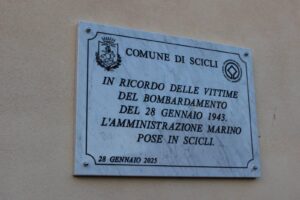 COMUNE DI SCICLI
IN RICORDO DELLE VITTIME
DEL BOMBARDAMENTO
DEL 28 GENNAIO 1943.
L'AMMINISTRAZIONE MARINO
POSE IN SCICLI.
28 GENNAIO 2025